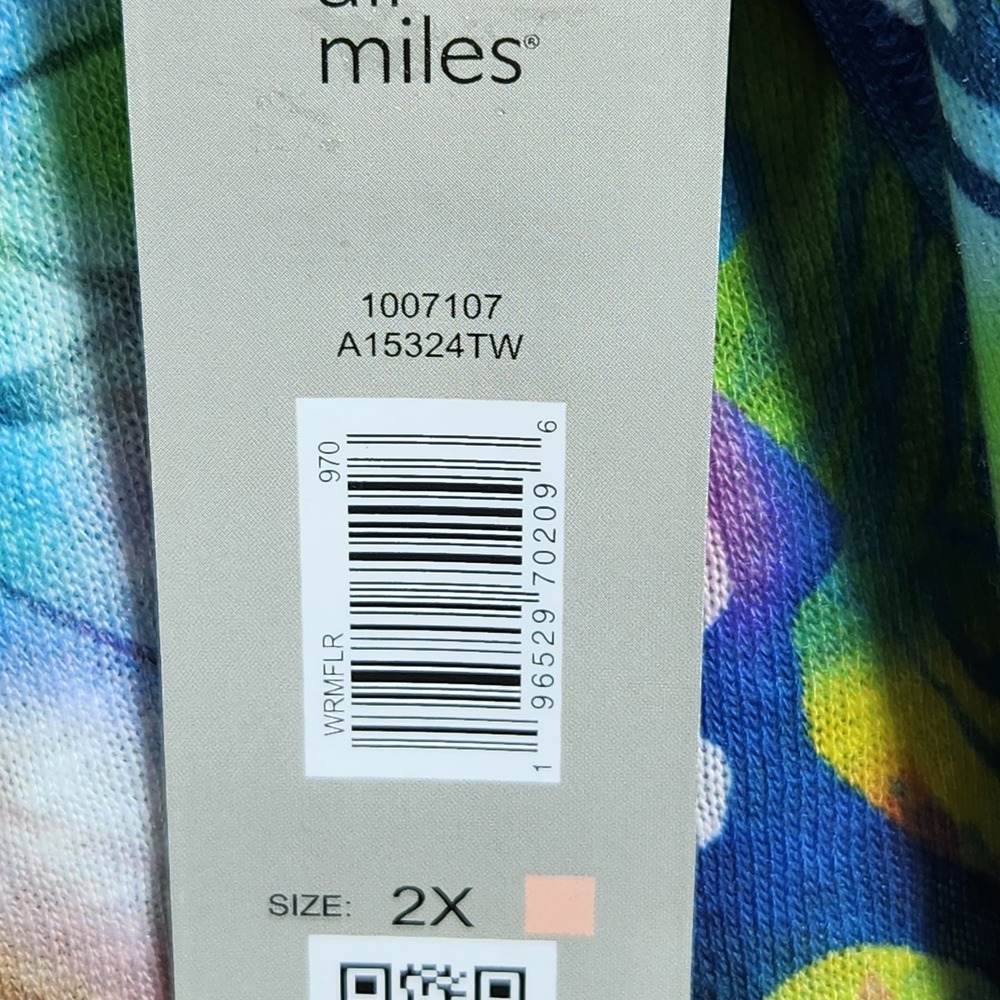 miles®
1007107
A15324TW
970
WRMFLR
1 96529 70209 6
SIZE: 2X